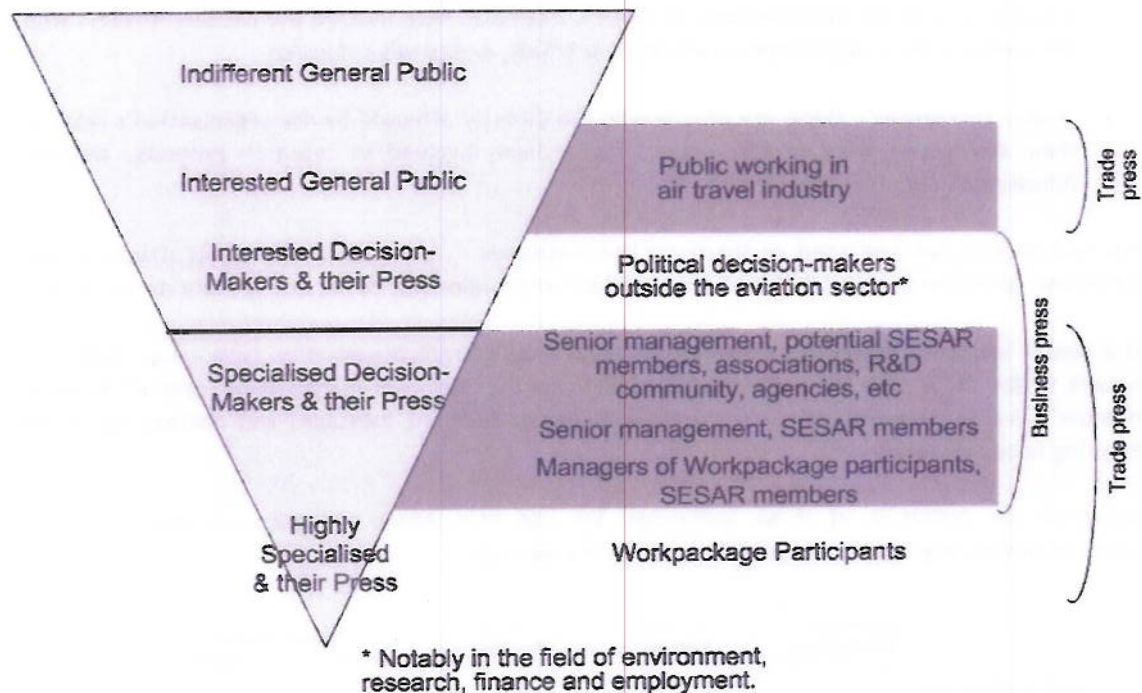 Indifferent General Public
Interested General Public
Public working in
air travel industry
Trade
press
Interested Decision-
Makers & their Press
Political decision-makers
outside the aviation sector*
Specialised Decision-
Makers & their Press
Senior management, potential SESAR
members, associations, R&D
community, agencies, etc
Senior management, SESAR members
Managers of Workpackage participants,
SESAR members
Business press
Trade press
Highly
Specialised
& their Press
Workpackage Participants
* Notably in the field of environment,
research, finance and employment.